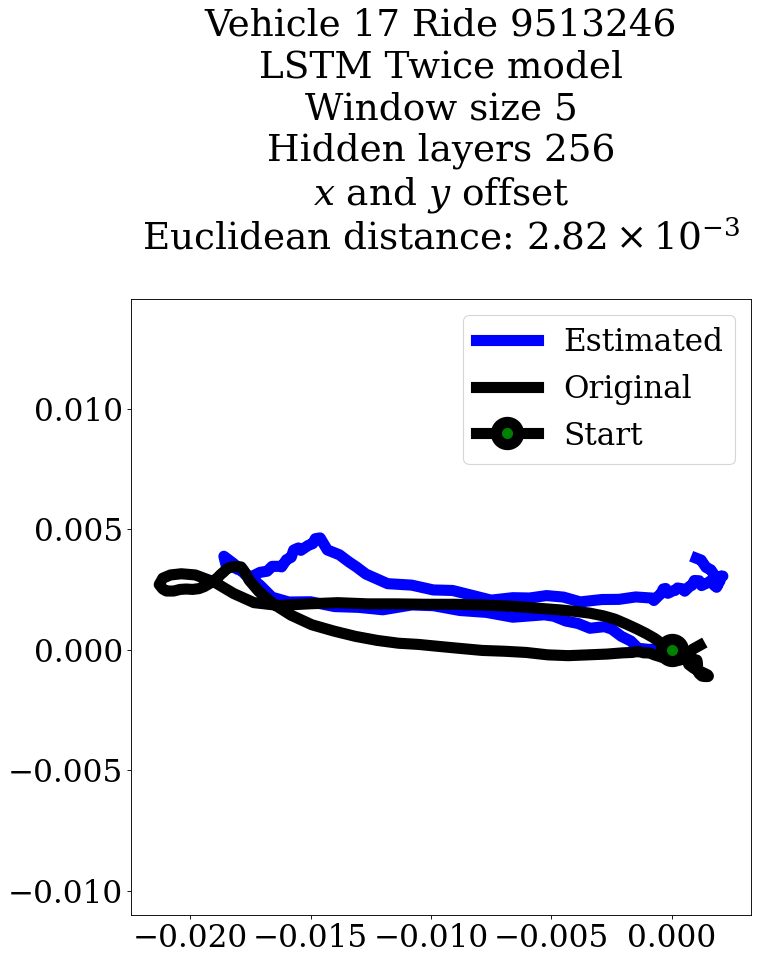 Vehicle 17 Ride 9513246
LSTM Twice model
Window size 5
Hidden layers 256
x and y offset
Euclidean distance: 2.82 × 10⁻³
Estimated
Original
Start
0.010
0.005
0.000
−0.005
−0.010
−0.020 −0.015 −0.010 −0.005 0.000